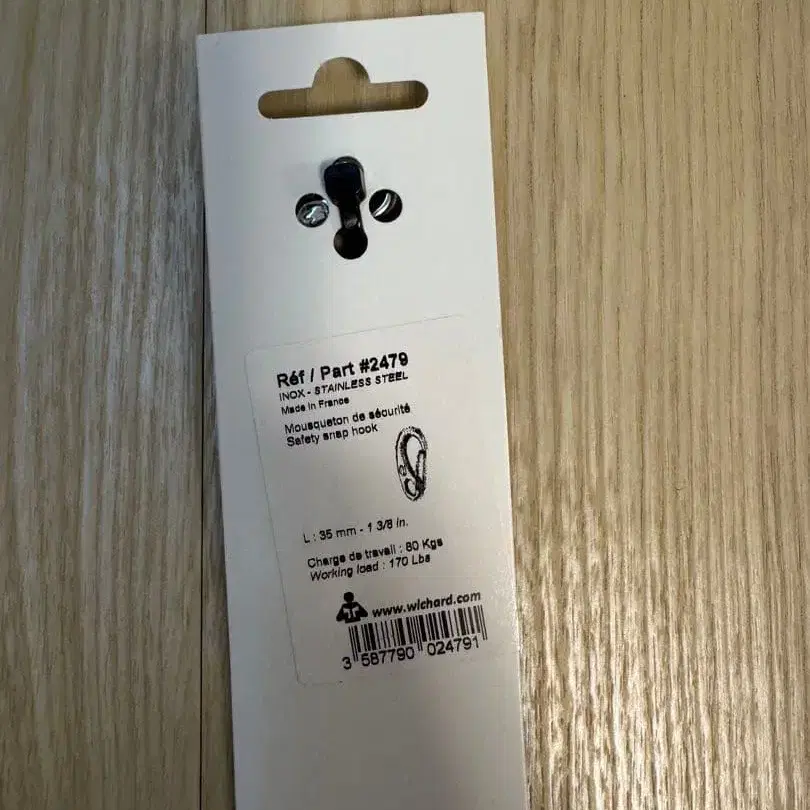 Réf / Part #2479
INOX - STAINLESS STEEL
Made in France
Mousqueton de sécurité
Safety snap hook
L : 35 mm - 1 3/8 in.
Charge de travail : 80 Kgs
Working load : 170 Lbs
www.wichard.com
3 587790 024791